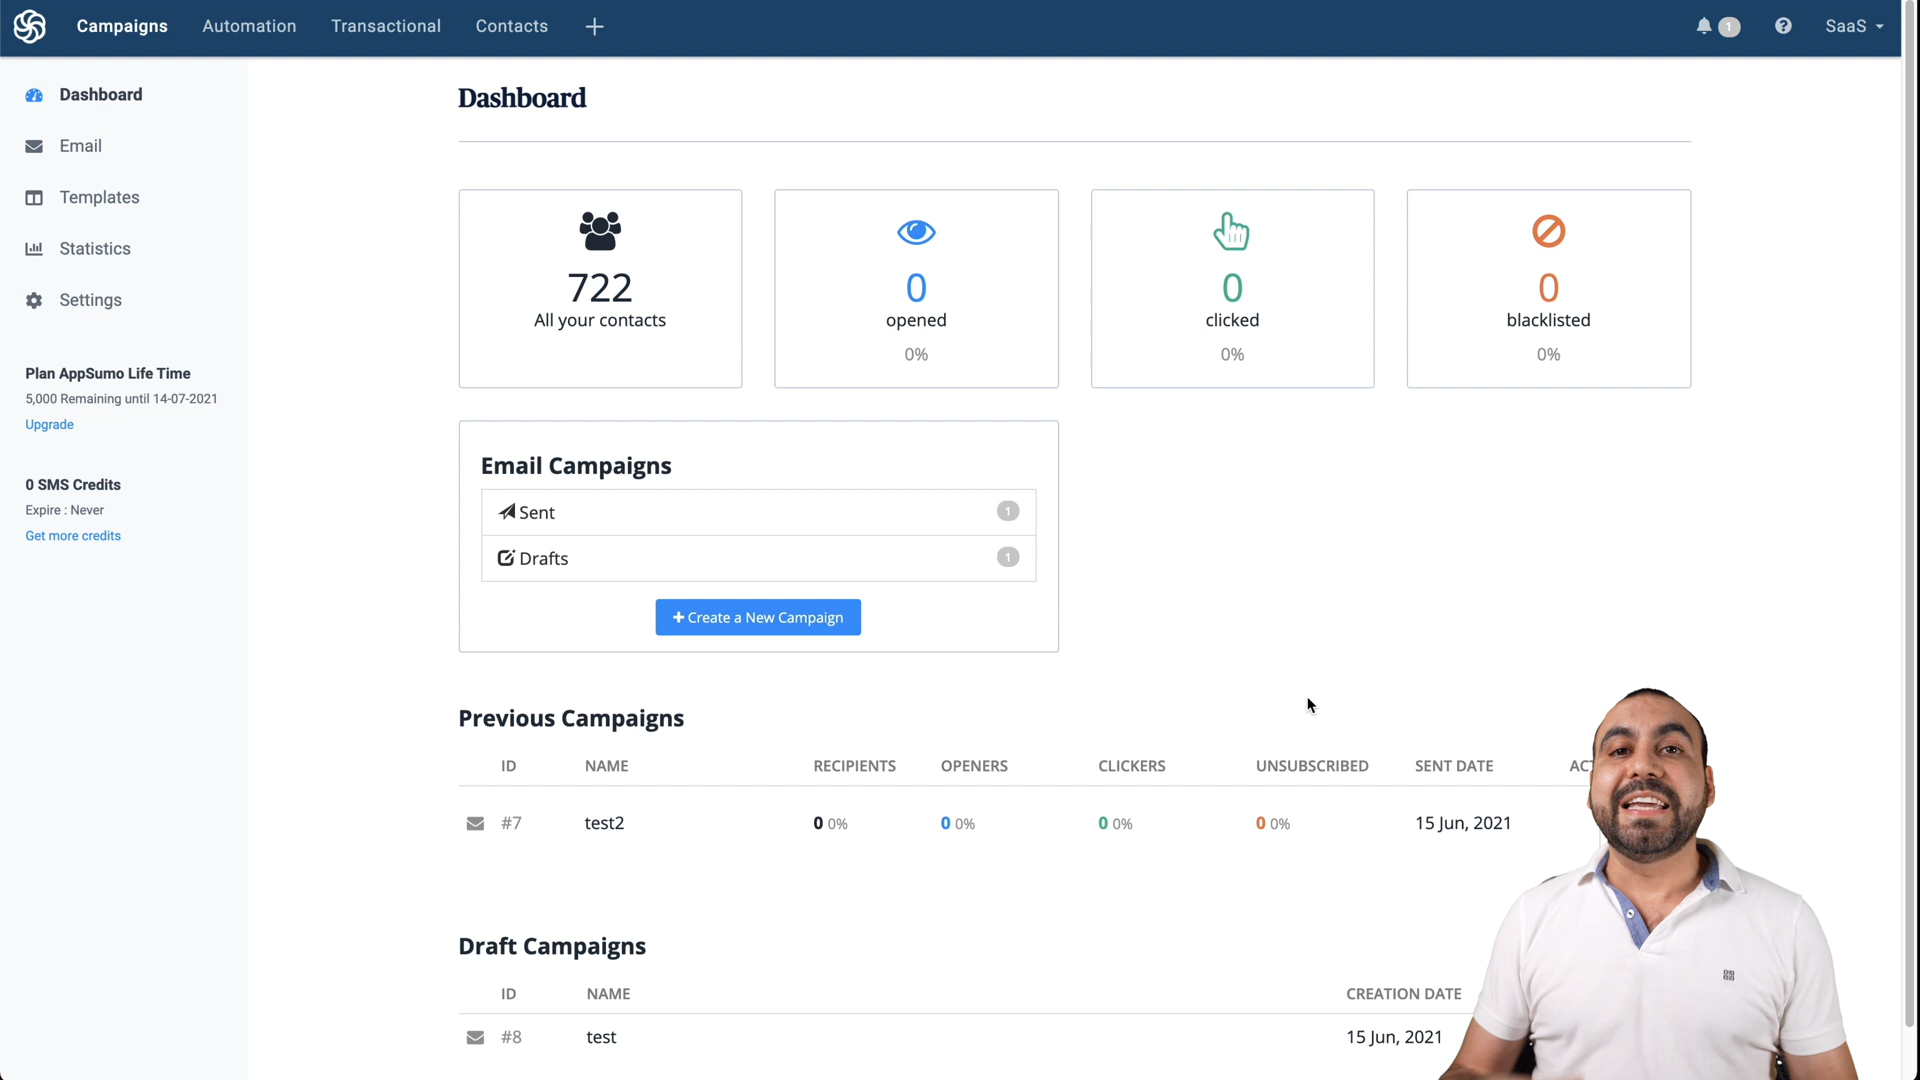 Campaigns Automation Transactional Contacts
1
SaaS
Dashboard
Email
Templates
Statistics
Settings
Plan AppSumo Life Time
5,000 Remaining until 14-07-2021
Upgrade
0 SMS Credits
Expire : Never
Get more credits
Dashboard
722
All your contacts
0
opened
0%
0
clicked
0%
0
blacklisted
0%
Email Campaigns
Sent 1
Drafts 1
+ Create a New Campaign
Previous Campaigns
ID NAME RECIPIENTS OPENERS CLICKERS UNSUBSCRIBED SENT DATE
#7 test2 0 0% 0 0% 0 0% 0 0% 15 Jun, 2021
Draft Campaigns
ID NAME CREATION DATE
#8 test 15 Jun, 2021